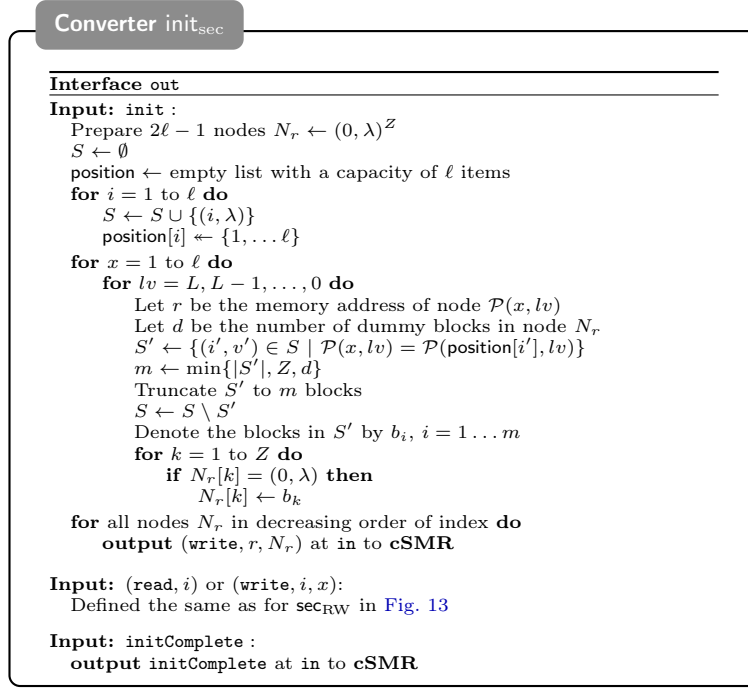 Converter init_sec
Interface out
Input: init :
Prepare 2ℓ − 1 nodes N_r ← (0, λ)^Z
S ← ∅
position ← empty list with a capacity of ℓ items
for i = 1 to ℓ do
S ← S ∪ {(i, λ)}
position[i] ↞ {1, . . . ℓ}
for x = 1 to ℓ do
for lv = L, L − 1, . . . , 0 do
Let r be the memory address of node 𝒫(x, lv)
Let d be the number of dummy blocks in node N_r
S′ ← {(i′, v′) ∈ S | 𝒫(x, lv) = 𝒫(position[i′], lv)}
m ← min{|S′|, Z, d}
Truncate S′ to m blocks
S ← S \ S′
Denote the blocks in S′ by b_i, i = 1 . . . m
for k = 1 to Z do
if N_r[k] = (0, λ) then
N_r[k] ← b_k
for all nodes N_r in decreasing order of index do
output (write, r, N_r) at in to cSMR
Input: (read, i) or (write, i, x):
Defined the same as for sec_RW in Fig. 13
Input: initComplete :
output initComplete at in to cSMR